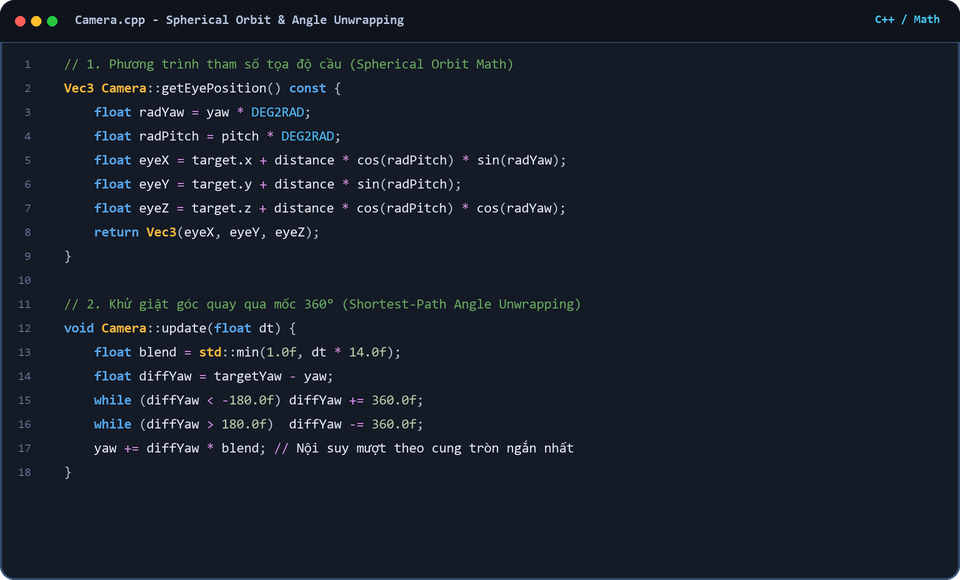 Camera.cpp - Spherical Orbit & Angle Unwrapping
C++ / Math
1 // 1. Phương trình tham số tọa độ cầu (Spherical Orbit Math)
2 Vec3 Camera::getEyePosition() const {
3     float radYaw = yaw * DEG2RAD;
4     float radPitch = pitch * DEG2RAD;
5     float eyeX = target.x + distance * cos(radPitch) * sin(radYaw);
6     float eyeY = target.y + distance * sin(radPitch);
7     float eyeZ = target.z + distance * cos(radPitch) * cos(radYaw);
8     return Vec3(eyeX, eyeY, eyeZ);
9 }
10
11 // 2. Khử giật góc quay qua mốc 360° (Shortest-Path Angle Unwrapping)
12 void Camera::update(float dt) {
13     float blend = std::min(1.0f, dt * 14.0f);
14     float diffYaw = targetYaw - yaw;
15     while (diffYaw < -180.0f) diffYaw += 360.0f;
16     while (diffYaw > 180.0f)  diffYaw -= 360.0f;
17     yaw += diffYaw * blend; // Nội suy mượt theo cung tròn ngắn nhất
18 }